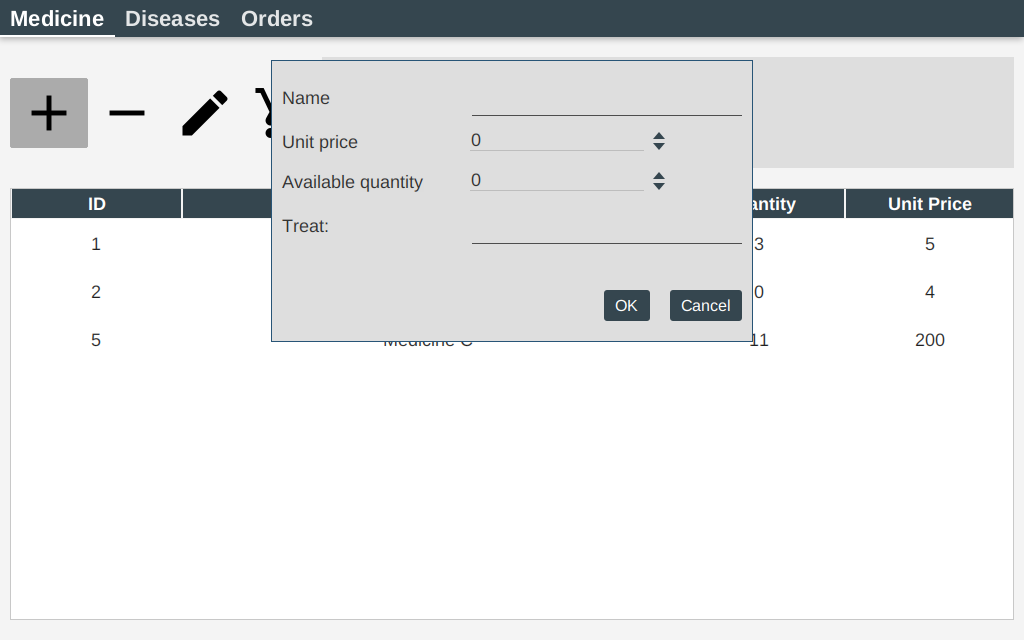 Medicine Diseases Orders
Name
Unit price 0
Available quantity 0
Treat:
OK Cancel
ID antity Unit Price
1 3 5
2 0 4
5 Medicine C 11 200